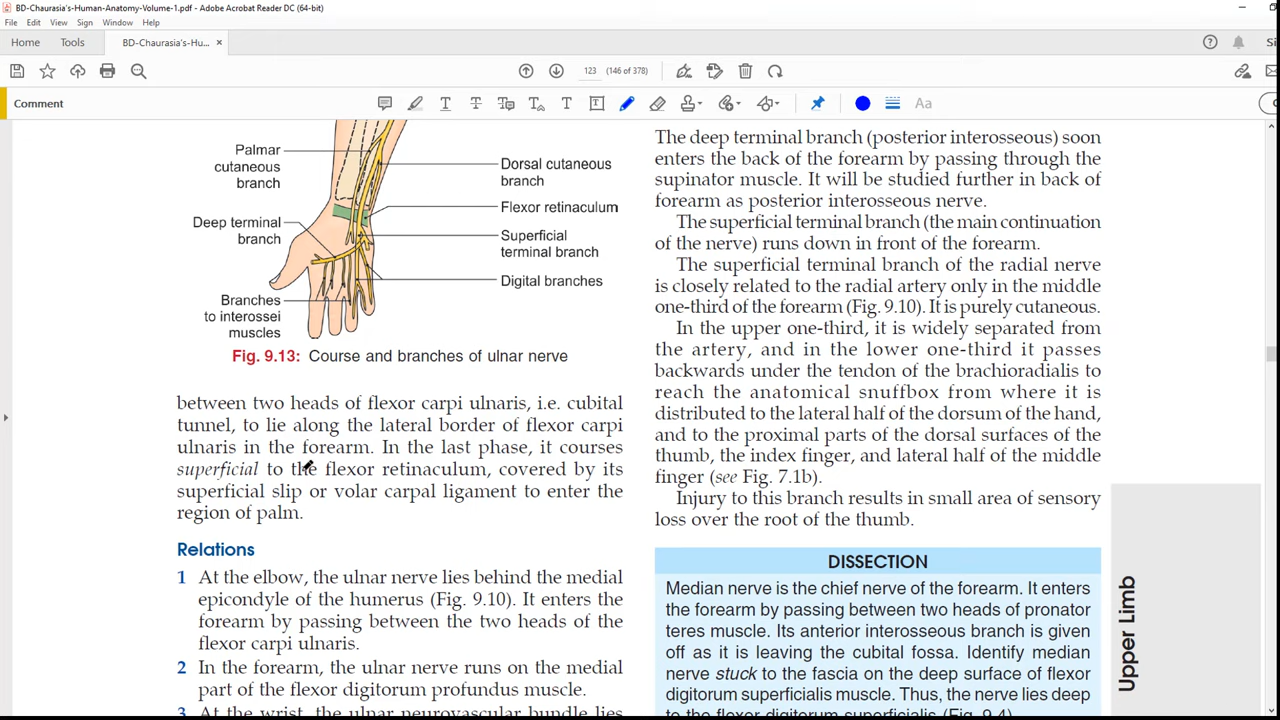 BD-Chaurasia's-Human-Anatomy-Volume-1.pdf - Adobe Acrobat Reader DC (64-bit)
File Edit View Sign Window Help
Home Tools BD-Chaurasia's-Hu... ×
123 (146 of 378)
Comment
Aa
Palmar
cutaneous
branch
Deep terminal
branch
Branches
to interossei
muscles
Dorsal cutaneous
branch
Flexor retinaculum
Superficial
terminal branch
Digital branches
Fig. 9.13: Course and branches of ulnar nerve
between two heads of flexor carpi ulnaris, i.e. cubital
tunnel, to lie along the lateral border of flexor carpi
ulnaris in the forearm. In the last phase, it courses
superficial to the flexor retinaculum, covered by its
superficial slip or volar carpal ligament to enter the
region of palm.
Relations
1 At the elbow, the ulnar nerve lies behind the medial
epicondyle of the humerus (Fig. 9.10). It enters the
forearm by passing between the two heads of the
flexor carpi ulnaris.
2 In the forearm, the ulnar nerve runs on the medial
part of the flexor digitorum profundus muscle.
3 At the wrist, the ulnar neurovascular bundle lies
The deep terminal branch (posterior interosseous) soon
enters the back of the forearm by passing through the
supinator muscle. It will be studied further in back of
forearm as posterior interosseous nerve.
The superficial terminal branch (the main continuation
of the nerve) runs down in front of the forearm.
The superficial terminal branch of the radial nerve
is closely related to the radial artery only in the middle
one-third of the forearm (Fig. 9.10). It is purely cutaneous.
In the upper one-third, it is widely separated from
the artery, and in the lower one-third it passes
backwards under the tendon of the brachioradialis to
reach the anatomical snuffbox from where it is
distributed to the lateral half of the dorsum of the hand,
and to the proximal parts of the dorsal surfaces of the
thumb, the index finger, and lateral half of the middle
finger (see Fig. 7.1b).
Injury to this branch results in small area of sensory
loss over the root of the thumb.
DISSECTION
Median nerve is the chief nerve of the forearm. It enters
the forearm by passing between two heads of pronator
teres muscle. Its anterior interosseous branch is given
off as it is leaving the cubital fossa. Identify median
nerve stuck to the fascia on the deep surface of flexor
digitorum superficialis muscle. Thus, the nerve lies deep
to the flexor digitorum superficialis (Fig. 9.4)
Upper Limb